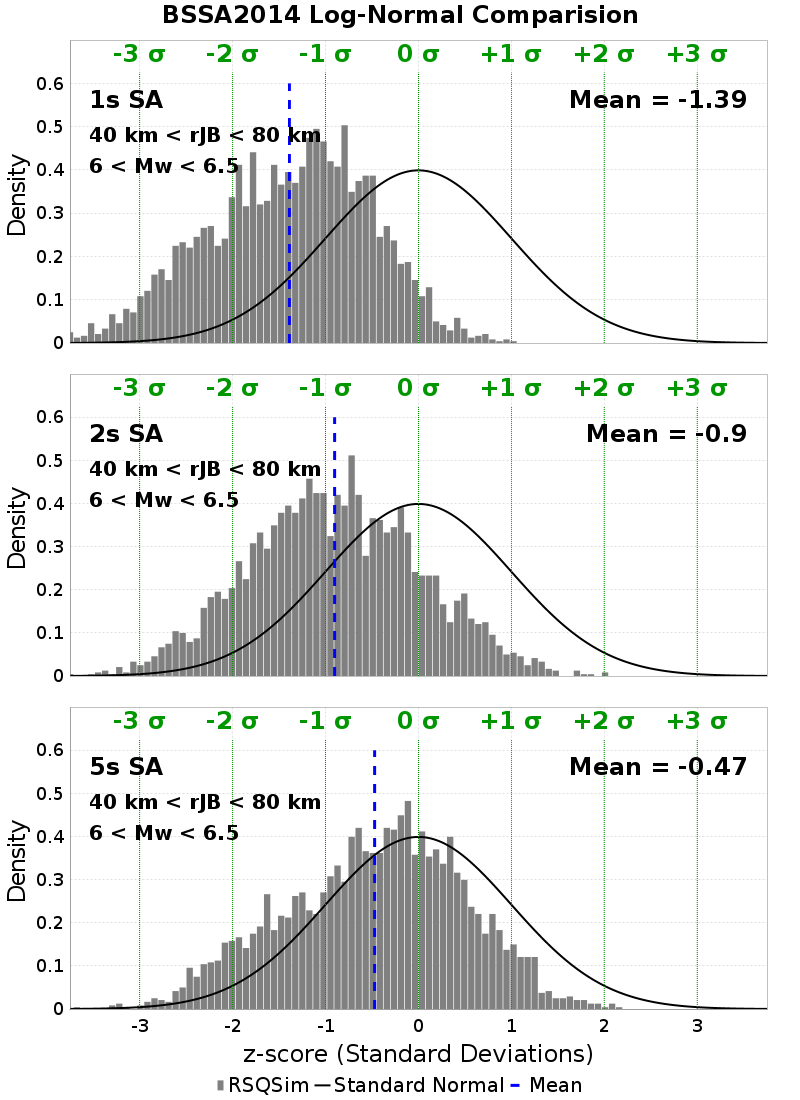 BSSA2014 Log-Normal Comparision
-3 σ -2 σ -1 σ 0 σ +1 σ +2 σ +3 σ
1s SA
Mean = -1.39
40 km < rJB < 80 km
6 < Mw < 6.5
0.6
0.5
0.4
0.3
0.2
0.1
0
Density
-3 σ -2 σ -1 σ 0 σ +1 σ +2 σ +3 σ
2s SA
Mean = -0.9
40 km < rJB < 80 km
6 < Mw < 6.5
0.6
0.5
0.4
0.3
0.2
0.1
0
Density
-3 σ -2 σ -1 σ 0 σ +1 σ +2 σ +3 σ
5s SA
Mean = -0.47
40 km < rJB < 80 km
6 < Mw < 6.5
0.6
0.5
0.4
0.3
0.2
0.1
0
Density
-3 -2 -1 0 1 2 3
z-score (Standard Deviations)
RSQSim Standard Normal Mean